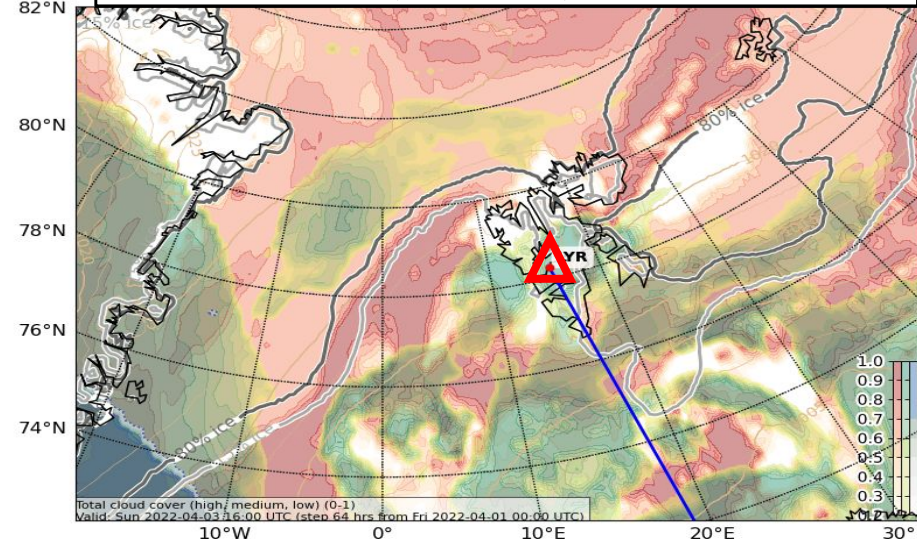 82°N
15% ice
80°N
80% ice
78°N
YR
76°N
1.0
0.9
0.8
0.7
0.6
0.5
0.4
0.3
74°N
80% ice
Total cloud cover (high, medium, low) (0-1)
Valid: Sun 2022-04-03 16:00 UTC (step 64 hrs from Fri 2022-04-01 00:00 UTC)
10°W
0°
10°E
20°E
30°